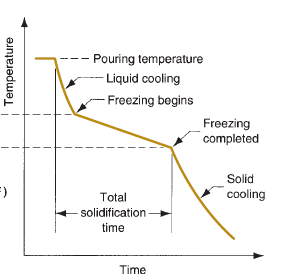 Temperature
Pouring temperature
Liquid cooling
Freezing begins
Freezing
completed
Solid
cooling
Total
solidification
time
Time
)